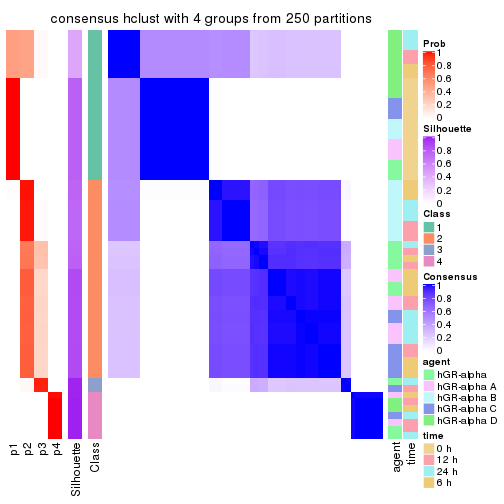 consensus hclust with 4 groups from 250 partitions
Prob
1
0.8
0.6
0.4
0.2
0
Silhouette
1
0.8
0.6
0.4
0.2
0
Class
1
2
3
4
Consensus
1
0.8
0.6
0.4
0.2
0
agent
hGR-alpha
hGR-alpha A
hGR-alpha B
hGR-alpha C
hGR-alpha D
time
0 h
12 h
24 h
6 h
p1
p2
p3
p4
Silhouette
Class
agent
time